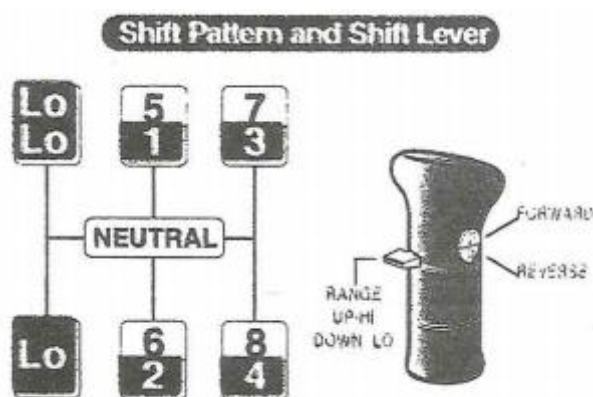 Shift Pattern and Shift Lever
Lo
Lo
5
1
7
3
NEUTRAL
Lo
6
2
8
4
FORWARD
REVERSE
RANGE
UP-HI
DOWN LO